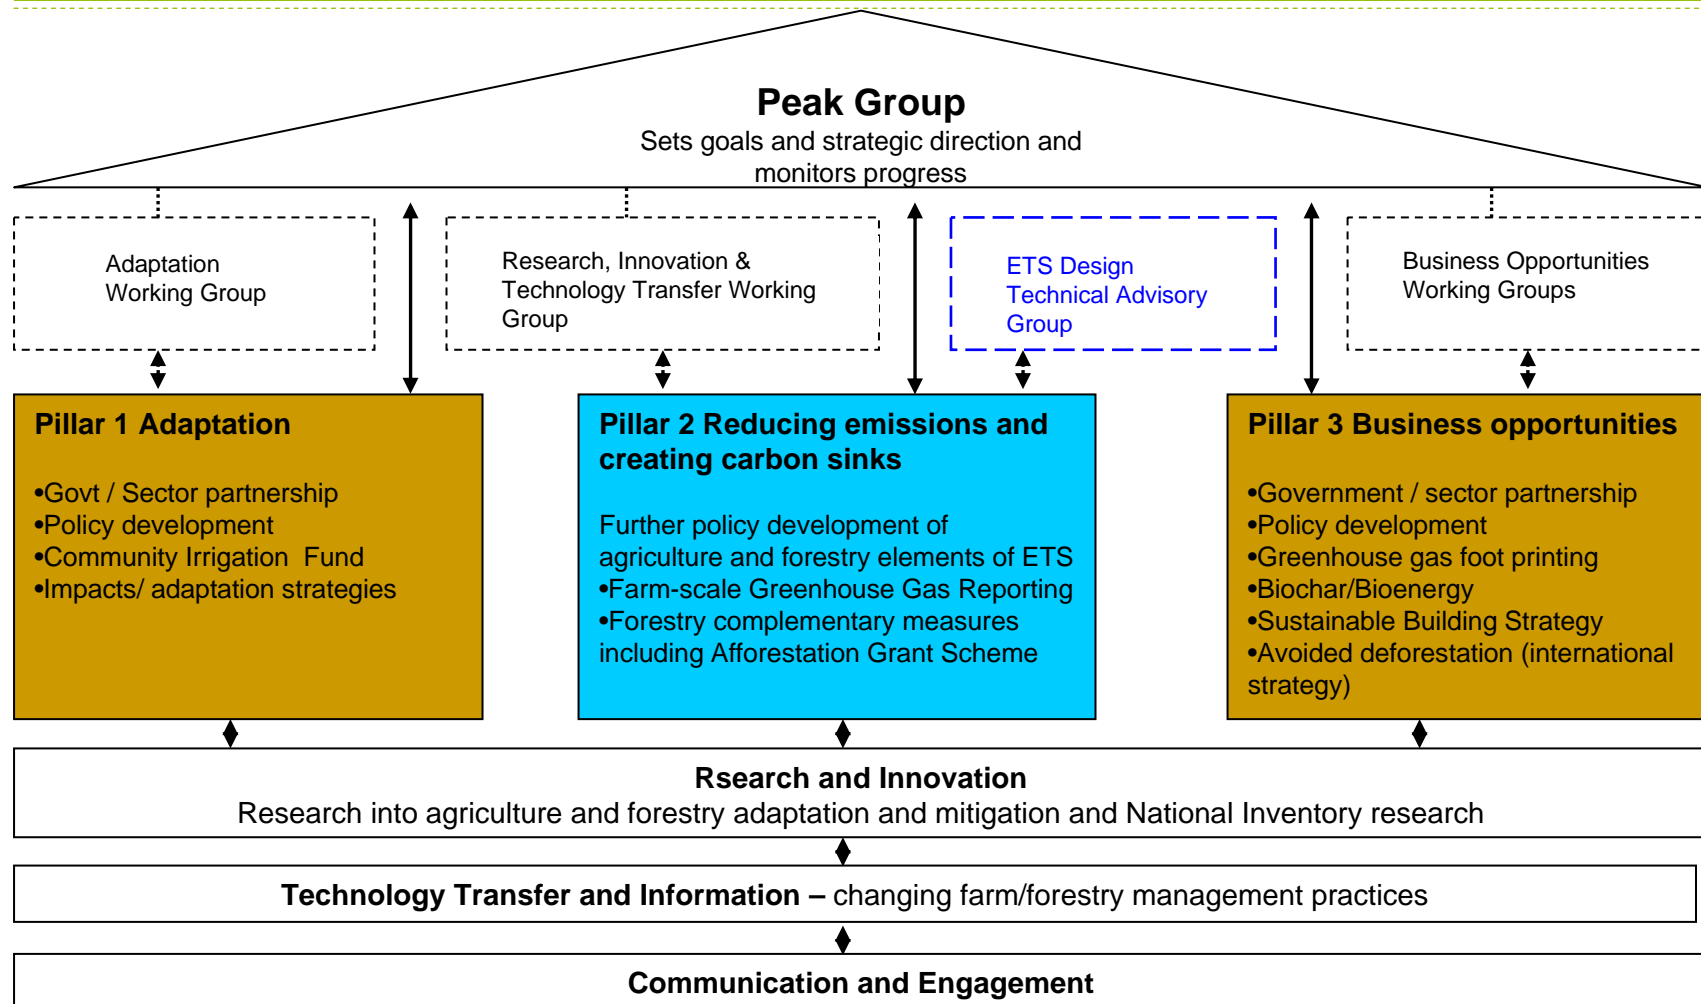 Peak Group
Sets goals and strategic direction and
monitors progress
Adaptation
Working Group
Research, Innovation &
Technology Transfer Working
Group
ETS Design
Technical Advisory
Group
Business Opportunities
Working Groups
Pillar 1 Adaptation
•Govt / Sector partnership
•Policy development
•Community Irrigation Fund
•Impacts/ adaptation strategies
Pillar 2 Reducing emissions and
creating carbon sinks
Further policy development of
agriculture and forestry elements of ETS
•Farm-scale Greenhouse Gas Reporting
•Forestry complementary measures
including Afforestation Grant Scheme
Pillar 3 Business opportunities
•Government / sector partnership
•Policy development
•Greenhouse gas foot printing
•Biochar/Bioenergy
•Sustainable Building Strategy
•Avoided deforestation (international
strategy)
Rsearch and Innovation
Research into agriculture and forestry adaptation and mitigation and National Inventory research
Technology Transfer and Information – changing farm/forestry management practices
Communication and Engagement